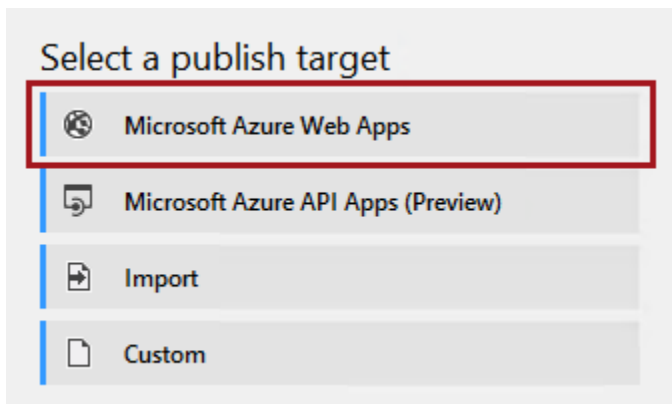 Select a publish target
Microsoft Azure Web Apps
Microsoft Azure API Apps (Preview)
Import
Custom